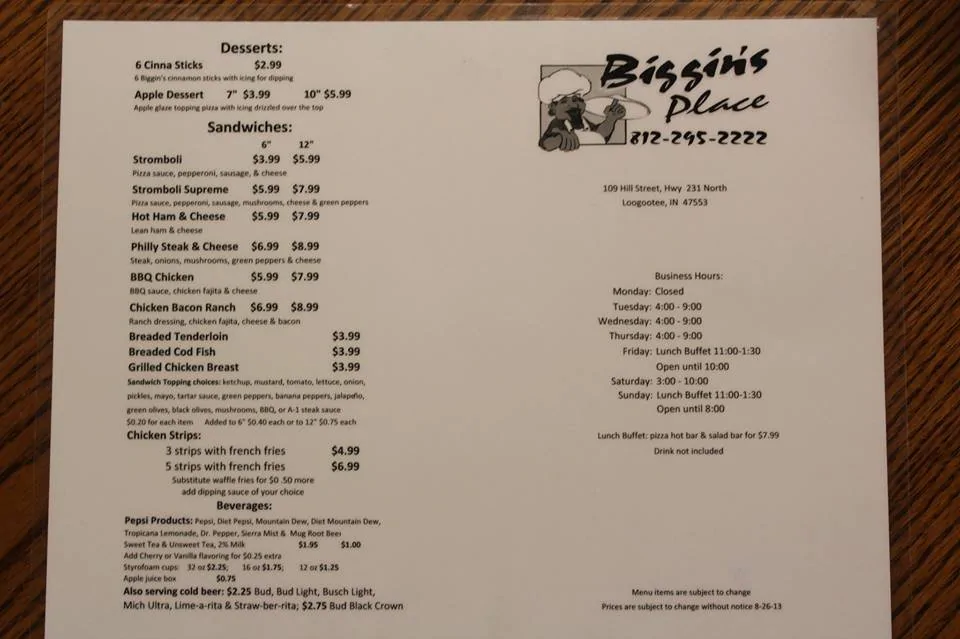 Desserts:
6 Cinna Sticks $2.99
6 Biggin's cinnamon sticks with icing for dipping
Apple Dessert 7" $3.99 10" $5.99
Apple glaze topping pizza with icing drizzled over the top
Sandwiches:
6" 12"
Stromboli $3.99 $5.99
Pizza sauce, pepperoni, sausage, & cheese
Stromboli Supreme $5.99 $7.99
Pizza sauce, pepperoni, sausage, mushrooms, cheese & green peppers
Hot Ham & Cheese $5.99 $7.99
Lean ham & cheese
Philly Steak & Cheese $6.99 $8.99
Steak, onions, mushrooms, green peppers & cheese
BBQ Chicken $5.99 $7.99
BBQ sauce, chicken fajita & cheese
Chicken Bacon Ranch $6.99 $8.99
Ranch dressing, chicken fajita, cheese & bacon
Breaded Tenderloin $3.99
Breaded Cod Fish $3.99
Grilled Chicken Breast $3.99
Sandwich Topping choices: ketchup, mustard, tomato, lettuce, onion,
pickles, mayo, tartar sauce, green peppers, banana peppers, jalapeño,
green olives, black olives, mushrooms, BBQ, or A-1 steak sauce
$0.20 for each item Added to 6" $0.40 each or to 12" $0.75 each
Chicken Strips:
3 strips with french fries $4.99
5 strips with french fries $6.99
Substitute waffle fries for $0 .50 more
add dipping sauce of your choice
Beverages:
Pepsi Products: Pepsi, Diet Pepsi, Mountain Dew, Diet Mountain Dew,
Tropicana Lemonade, Dr. Pepper, Sierra Mist & Mug Root Beer
Sweet Tea & Unsweet Tea, 2% Milk $1.95 $1.00
Add Cherry or Vanilla flavoring for $0.25 extra
Styrofoam cups: 32 oz $2.25; 16 oz $1.75; 12 oz $1.25
Apple juice box $0.75
Also serving cold beer: $2.25 Bud, Bud Light, Busch Light,
Mich Ultra, Lime-a-rita & Straw-ber-rita; $2.75 Bud Black Crown
Biggin's
Place
812-295-2222
109 Hill Street, Hwy 231 North
Loogootee, IN 47553
Business Hours:
Monday: Closed
Tuesday: 4:00 - 9:00
Wednesday: 4:00 - 9:00
Thursday: 4:00 - 9:00
Friday: Lunch Buffet 11:00-1:30
Open until 10:00
Saturday: 3:00 - 10:00
Sunday: Lunch Buffet 11:00-1:30
Open until 8:00
Lunch Buffet: pizza hot bar & salad bar for $7.99
Drink not included
Menu items are subject to change
Prices are subject to change without notice 8-26-13